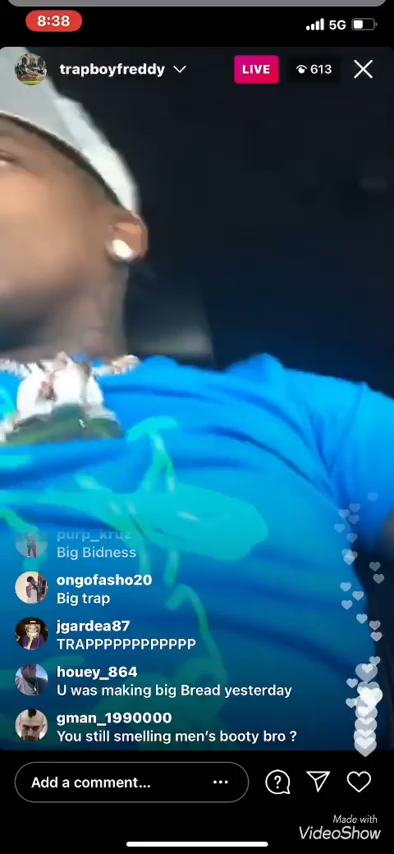 8:38
5G
trapboyfreddy
LIVE
613
purp_kruz
Big Bidness
ongofasho20
Big trap
jgardea87
TRAPPPPPPPPPPPP
houey_864
U was making big Bread yesterday
gman_1990000
You still smelling men's booty bro ?
Add a comment...
Made with
VideoShow